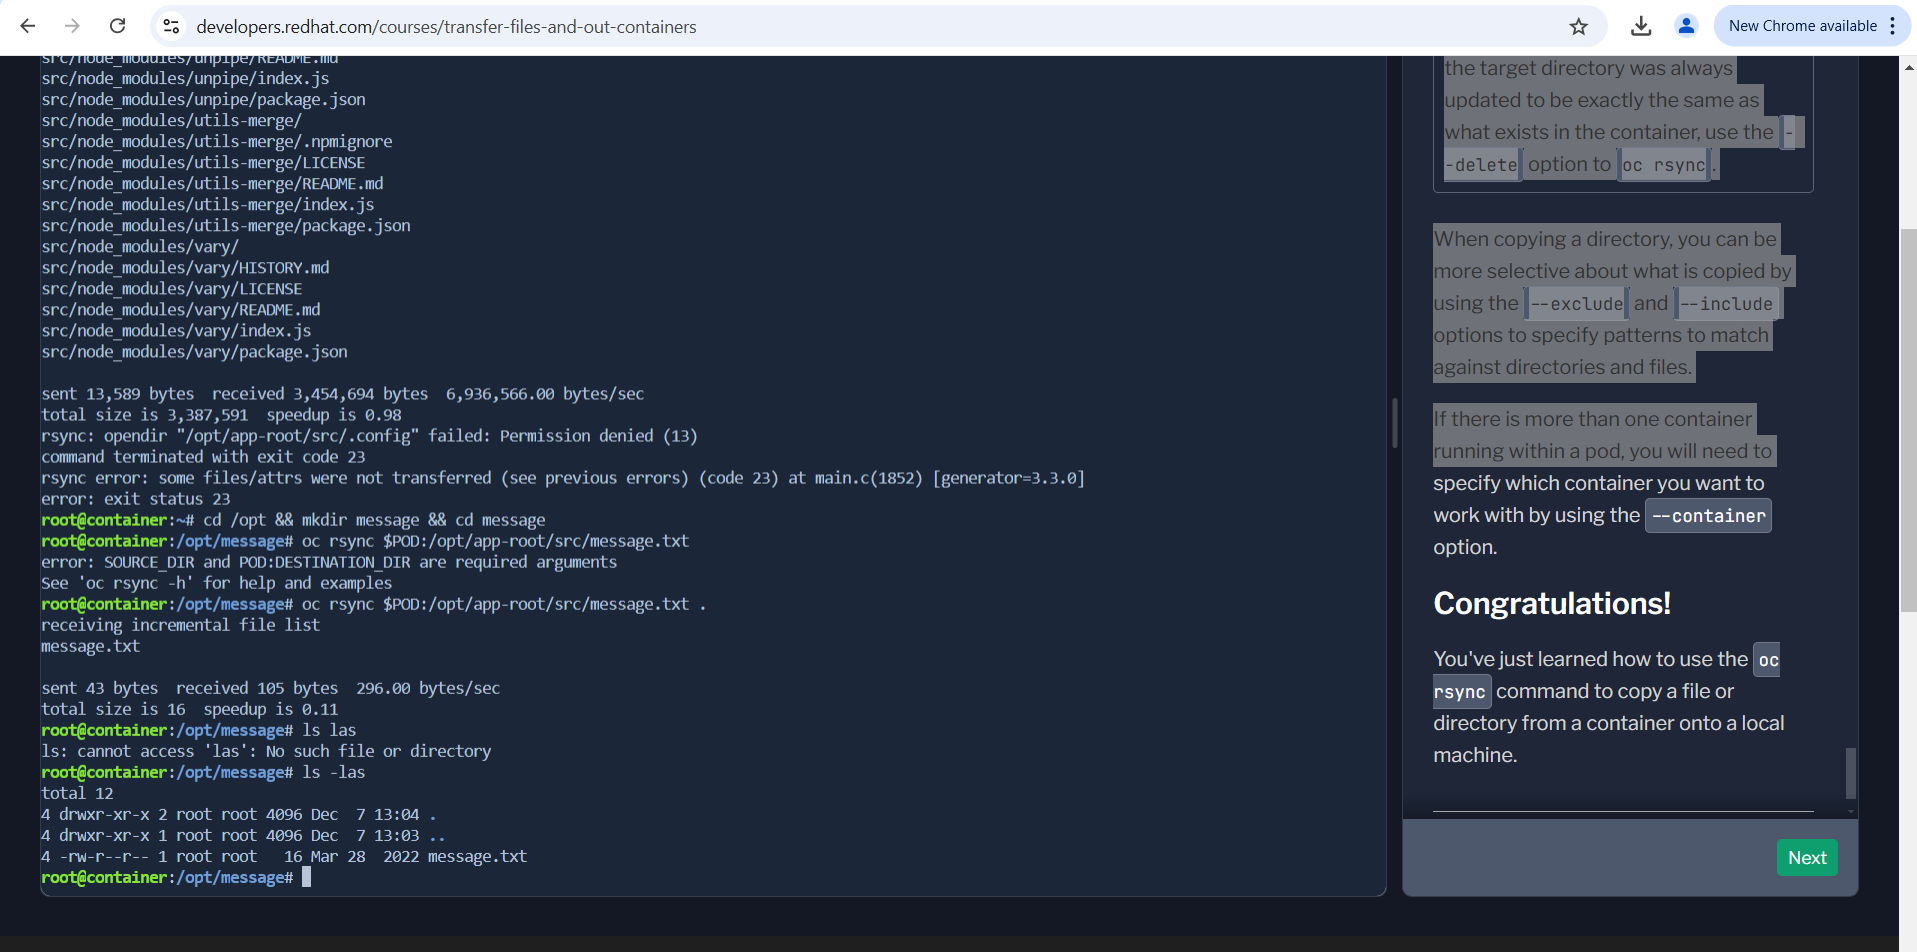 developers.redhat.com/courses/transfer-files-and-out-containers
New Chrome available
src/node_modules/unpipe/README.md
src/node_modules/unpipe/index.js
src/node_modules/unpipe/package.json
src/node_modules/utils-merge/
src/node_modules/utils-merge/.npmignore
src/node_modules/utils-merge/LICENSE
src/node_modules/utils-merge/README.md
src/node_modules/utils-merge/index.js
src/node_modules/utils-merge/package.json
src/node_modules/vary/
src/node_modules/vary/HISTORY.md
src/node_modules/vary/LICENSE
src/node_modules/vary/README.md
src/node_modules/vary/index.js
src/node_modules/vary/package.json
sent 13,589 bytes  received 3,454,694 bytes  6,936,566.00 bytes/sec
total size is 3,387,591  speedup is 0.98
rsync: opendir "/opt/app-root/src/.config" failed: Permission denied (13)
command terminated with exit code 23
rsync error: some files/attrs were not transferred (see previous errors) (code 23) at main.c(1852) [generator=3.3.0]
error: exit status 23
root@container:~# cd /opt && mkdir message && cd message
root@container:/opt/message# oc rsync $POD:/opt/app-root/src/message.txt
error: SOURCE_DIR and POD:DESTINATION_DIR are required arguments
See 'oc rsync -h' for help and examples
root@container:/opt/message# oc rsync $POD:/opt/app-root/src/message.txt .
receiving incremental file list
message.txt
sent 43 bytes  received 105 bytes  296.00 bytes/sec
total size is 16  speedup is 0.11
root@container:/opt/message# ls las
ls: cannot access 'las': No such file or directory
root@container:/opt/message# ls -las
total 12
4 drwxr-xr-x 2 root root 4096 Dec  7 13:04 .
4 drwxr-xr-x 1 root root 4096 Dec  7 13:03 ..
4 -rw-r--r-- 1 root root   16 Mar 28  2022 message.txt
root@container:/opt/message#
the target directory was always
updated to be exactly the same as
what exists in the container, use the -
-delete option to oc rsync.
When copying a directory, you can be
more selective about what is copied by
using the --exclude and --include
options to specify patterns to match
against directories and files.
If there is more than one container
running within a pod, you will need to
specify which container you want to
work with by using the --container
option.
Congratulations!
You've just learned how to use the oc
rsync command to copy a file or
directory from a container onto a local
machine.
Next